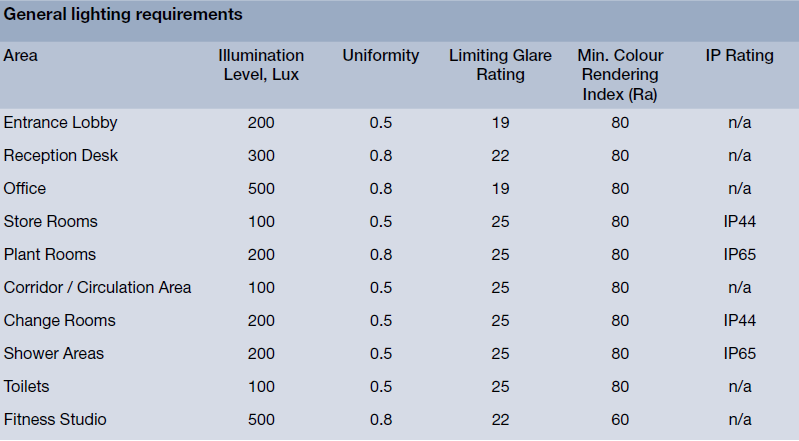 General lighting requirements
Area Illumination Level, Lux Uniformity Limiting Glare Rating Min. Colour Rendering Index (Ra) IP Rating
Entrance Lobby 200 0.5 19 80 n/a
Reception Desk 300 0.8 22 80 n/a
Office 500 0.8 19 80 n/a
Store Rooms 100 0.5 25 80 IP44
Plant Rooms 200 0.8 25 80 IP65
Corridor / Circulation Area 100 0.5 25 80 n/a
Change Rooms 200 0.5 25 80 IP44
Shower Areas 200 0.5 25 80 IP65
Toilets 100 0.5 25 80 n/a
Fitness Studio 500 0.8 22 60 n/a